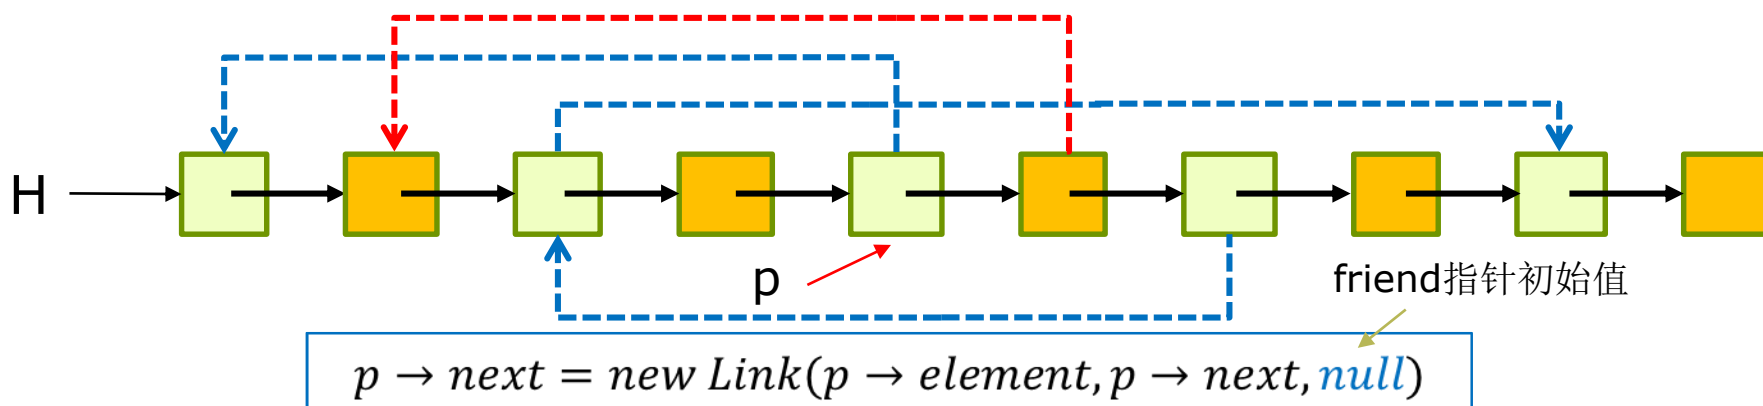 H
p
friend指针初始值
p → next = new Link(p → element, p → next, null)